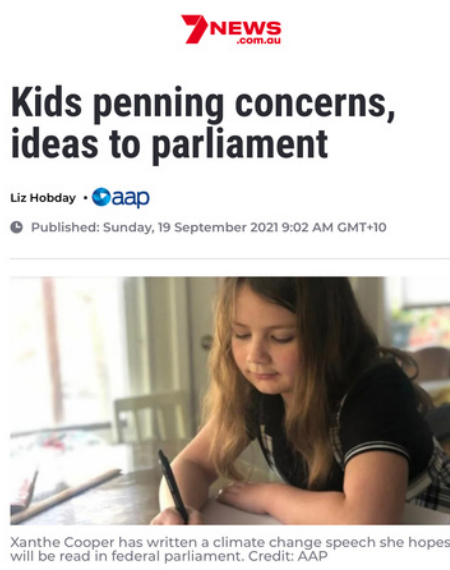 7NEWS
.com.au
Kids penning concerns,
ideas to parliament
Liz Hobday • aap
Published: Sunday, 19 September 2021 9:02 AM GMT+10
Xanthe Cooper has written a climate change speech she hopes
will be read in federal parliament. Credit: AAP